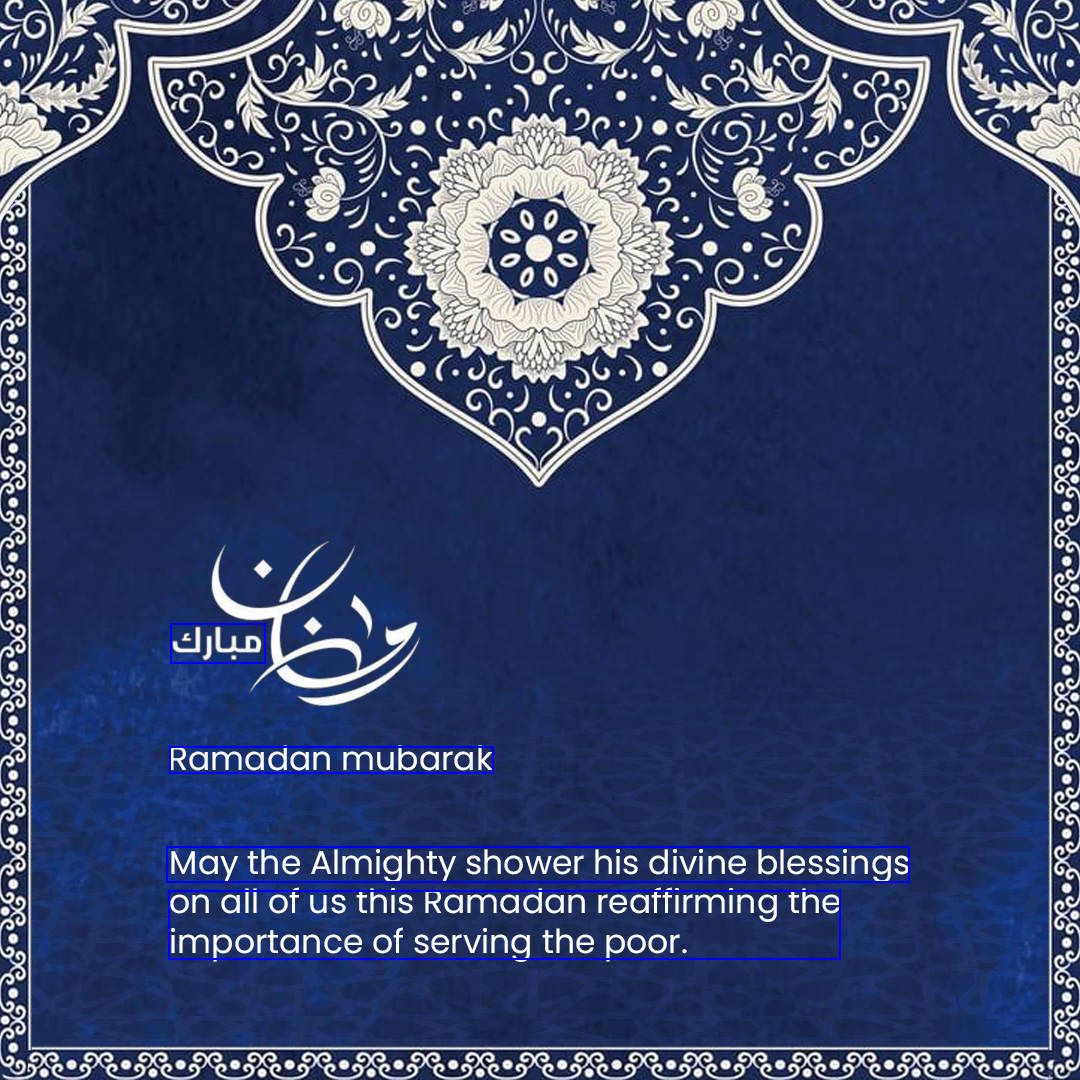 رمضان
مبارك
Ramadan mubarak
May the Almighty shower his divine blessings
on all of us this Ramadan reaffirming the
importance of serving the poor.